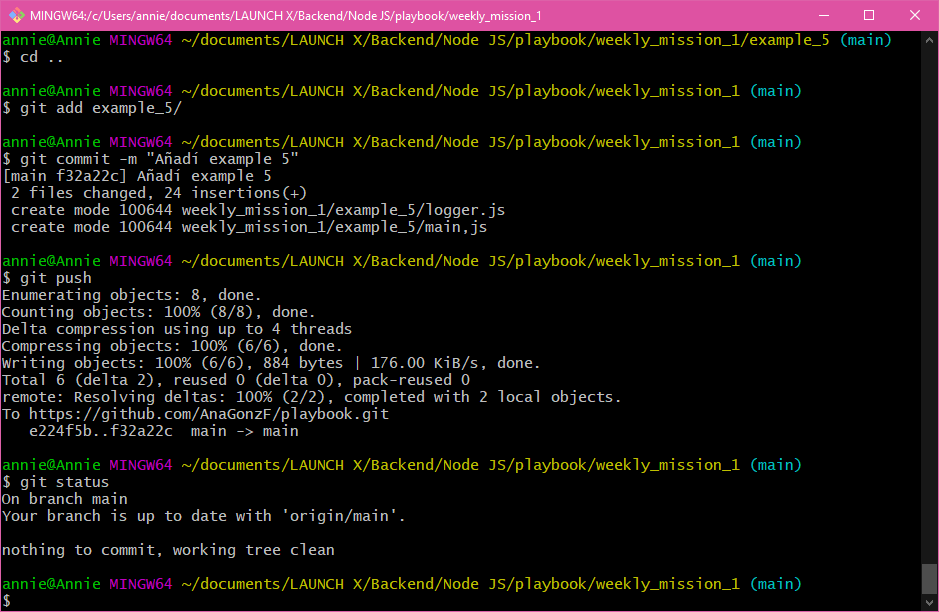 MINGW64:/c/Users/annie/documents/LAUNCH X/Backend/Node JS/playbook/weekly_mission_1
annie@Annie MINGW64 ~/documents/LAUNCH X/Backend/Node JS/playbook/weekly_mission_1/example_5 (main)
$ cd ..
annie@Annie MINGW64 ~/documents/LAUNCH X/Backend/Node JS/playbook/weekly_mission_1 (main)
$ git add example_5/
annie@Annie MINGW64 ~/documents/LAUNCH X/Backend/Node JS/playbook/weekly_mission_1 (main)
$ git commit -m "Añadí example 5"
[main f32a22c] Añadí example 5
 2 files changed, 24 insertions(+)
 create mode 100644 weekly_mission_1/example_5/logger.js
 create mode 100644 weekly_mission_1/example_5/main,js
annie@Annie MINGW64 ~/documents/LAUNCH X/Backend/Node JS/playbook/weekly_mission_1 (main)
$ git push
Enumerating objects: 8, done.
Counting objects: 100% (8/8), done.
Delta compression using up to 4 threads
Compressing objects: 100% (6/6), done.
Writing objects: 100% (6/6), 884 bytes | 176.00 KiB/s, done.
Total 6 (delta 2), reused 0 (delta 0), pack-reused 0
remote: Resolving deltas: 100% (2/2), completed with 2 local objects.
To https://github.com/AnaGonzF/playbook.git
   e224f5b..f32a22c  main -> main
annie@Annie MINGW64 ~/documents/LAUNCH X/Backend/Node JS/playbook/weekly_mission_1 (main)
$ git status
On branch main
Your branch is up to date with 'origin/main'.
nothing to commit, working tree clean
annie@Annie MINGW64 ~/documents/LAUNCH X/Backend/Node JS/playbook/weekly_mission_1 (main)
$